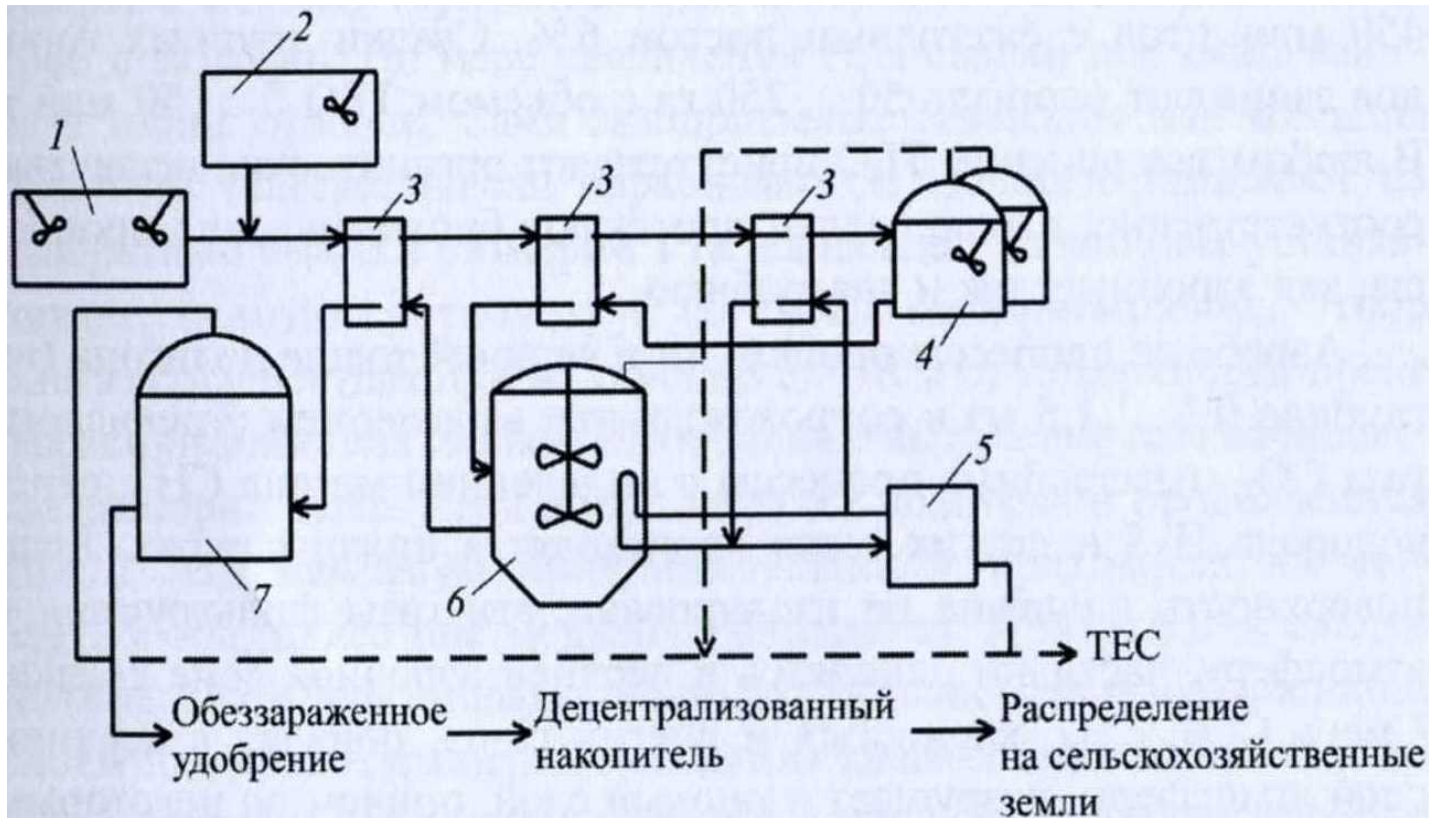 2
1
3
3
3
4
5
6
7
ТЕС
Обеззараженное
удобрение
Децентрализованный
накопитель
Распределение
на сельскохозяйственные
земли